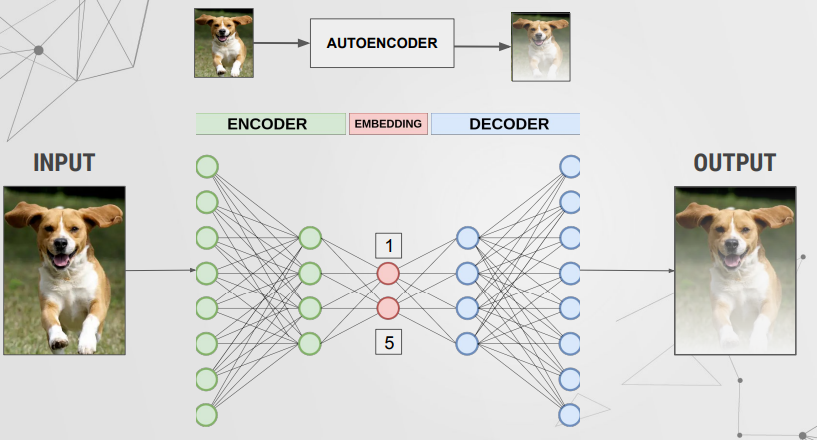 AUTOENCODER
ENCODER
EMBEDDING
DECODER
INPUT
OUTPUT
1
5